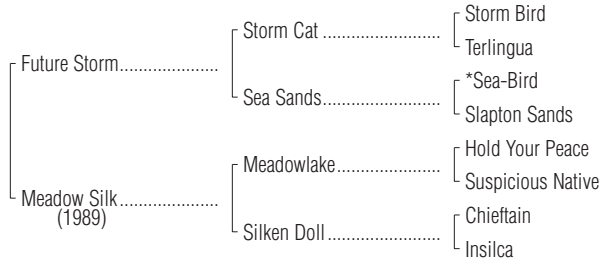 Storm Bird
Storm Cat ........................
Terlingua
Future Storm....................
*Sea-Bird
Sea Sands.......................
Slapton Sands
Hold Your Peace
Meadowlake.....................
Suspicious Native
Meadow Silk....................
(1989)
Chieftain
Silken Doll .......................
Insilca